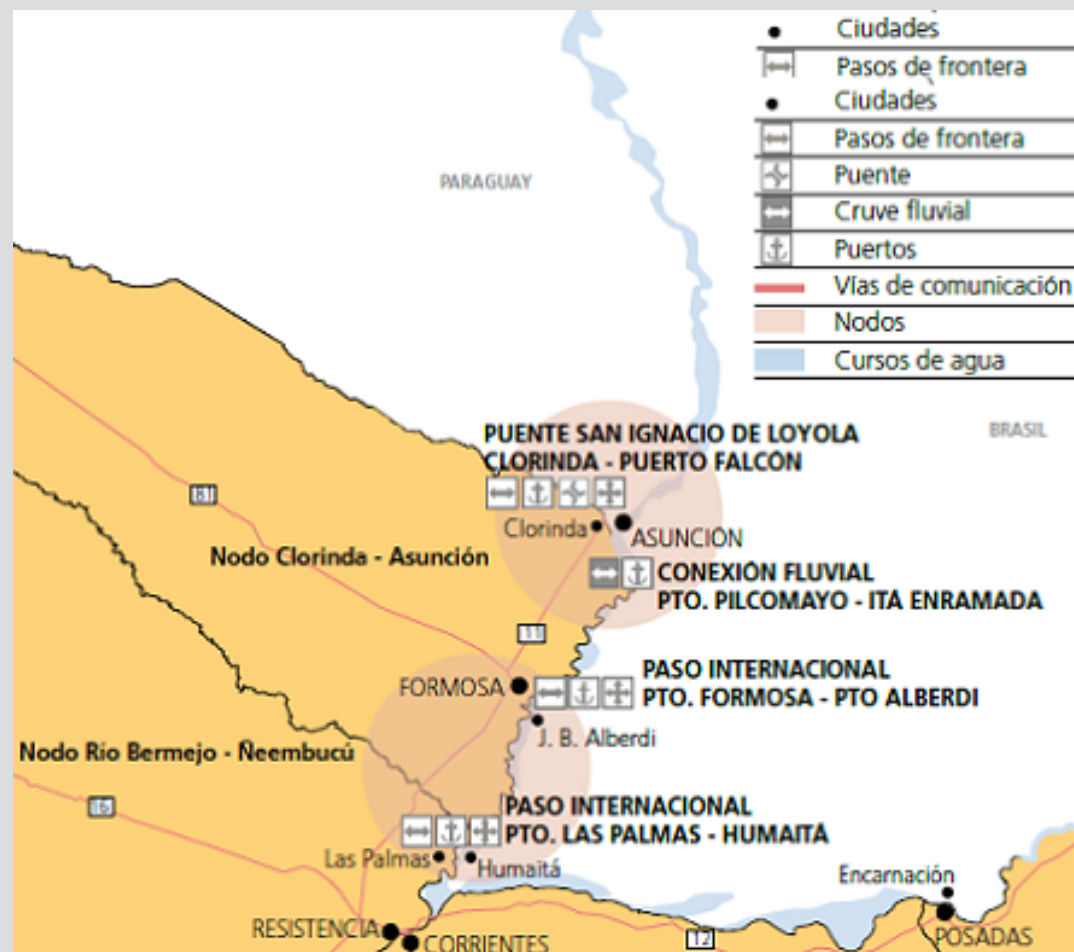 Ciudades
Pasos de frontera
Ciudades
Pasos de frontera
Puente
Cruve fluvial
Puertos
Vías de comunicación
Nodos
Cursos de agua
PARAGUAY
BRASIL
PUENTE SAN IGNACIO DE LOYOLA
CLORINDA - PUERTO FALCÓN
81
Clorinda
ASUNCIÓN
Nodo Clorinda - Asunción
CONEXIÓN FLUVIAL
PTO. PILCOMAYO - ITÁ ENRAMADA
11
PASO INTERNACIONAL
PTO. FORMOSA - PTO ALBERDI
FORMOSA
J. B. Alberdi
Nodo Río Bermejo - Ñeembucú
16
PASO INTERNACIONAL
PTO. LAS PALMAS - HUMAITÁ
Las Palmas
Humaitá
Encarnación
RESISTENCIA
CORRIENTES
12
POSADAS